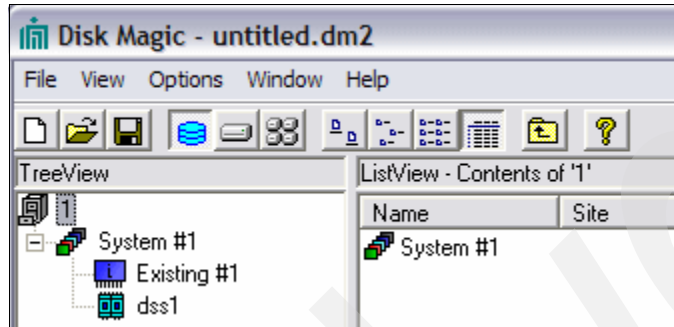 Disk Magic - untitled.dm2
File View Options Window Help
TreeView
ListView - Contents of '1'
1
Name Site
System #1
System #1
Existing #1
dss1